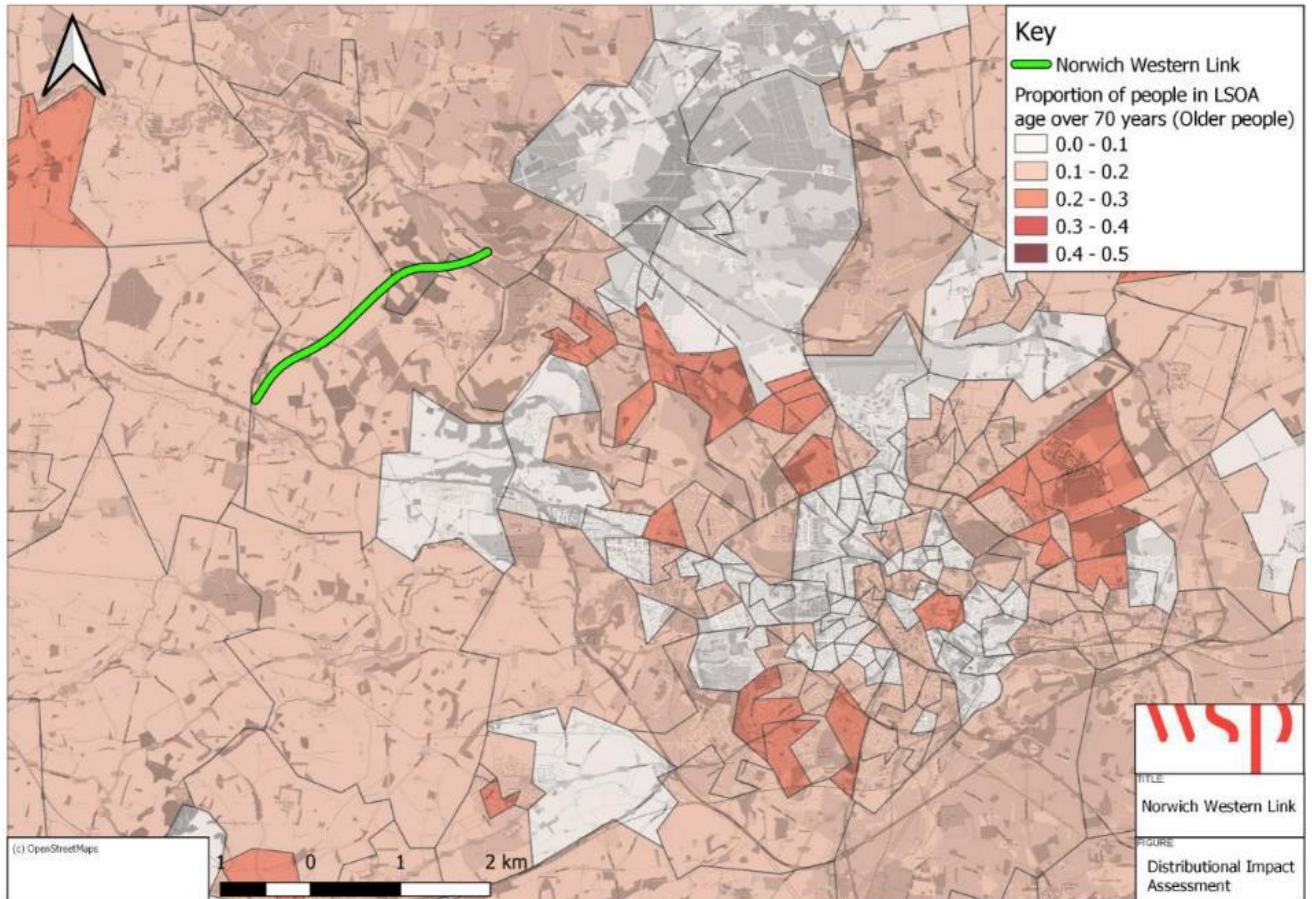 Key
Norwich Western Link
Proportion of people in LSOA
age over 70 years (Older people)
0.0 - 0.1
0.1 - 0.2
0.2 - 0.3
0.3 - 0.4
0.4 - 0.5
wsp
TITLE
Norwich Western Link
FIGURE
Distributional Impact
Assessment
(c) OpenStreetMaps
1 0 1 2 km